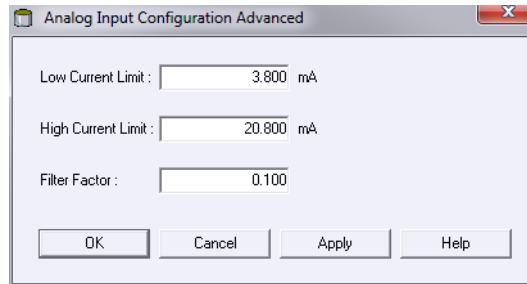 Analog Input Configuration Advanced
Low Current Limit : 3.800 mA
High Current Limit : 20.800 mA
Filter Factor : 0.100
OK Cancel Apply Help